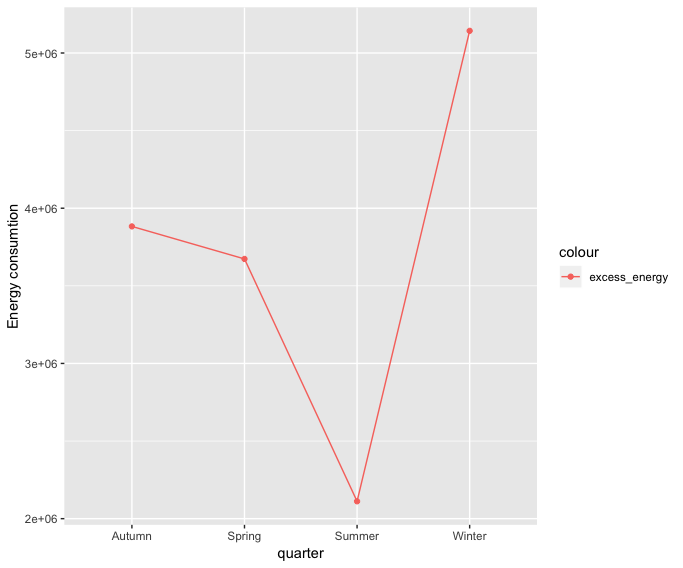 5e+06
4e+06
3e+06
2e+06
Energy consumtion
Autumn Spring Summer Winter
quarter
colour
excess_energy